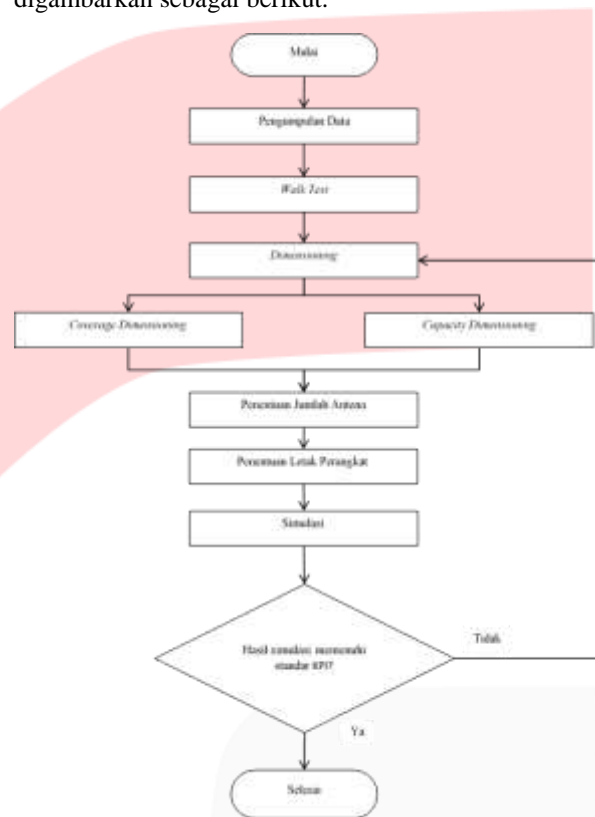 digambarkan sebagai berikut.
Mulai
Pengumpulan Data
Walk Test
Dimensioning
Coverage Dimensioning
Capacity Dimensioning
Penentuan Jumlah Antena
Penentuan Letak Perangkat
Simulasi
Hasil simulasi memenuhi
standar KPI?
Tidak
Ya
Selesai